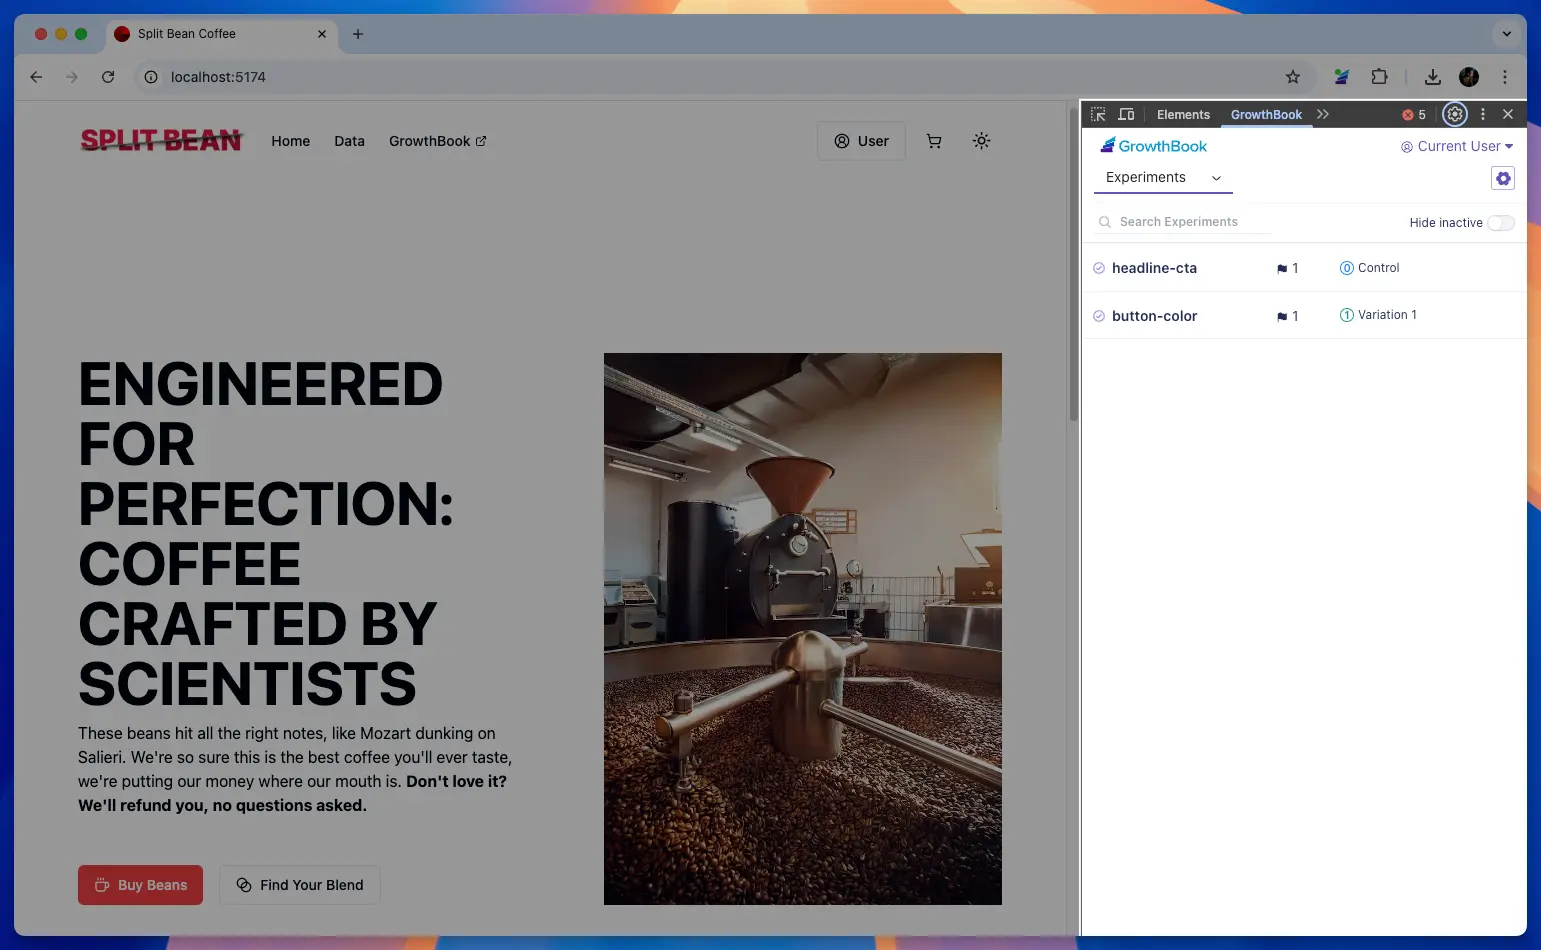 Split Bean Coffee
localhost:5174
SPLIT BEAN
Home
Data
GrowthBook
User
ENGINEERED
FOR
PERFECTION:
COFFEE
CRAFTED BY
SCIENTISTS
These beans hit all the right notes, like Mozart dunking on
Salieri. We're so sure this is the best coffee you'll ever taste,
we're putting our money where our mouth is. Don't love it?
We'll refund you, no questions asked.
Buy Beans
Find Your Blend
Elements
GrowthBook
5
GrowthBook
Current User
Experiments
Search Experiments
Hide inactive
headline-cta
1
0 Control
button-color
1
1 Variation 1